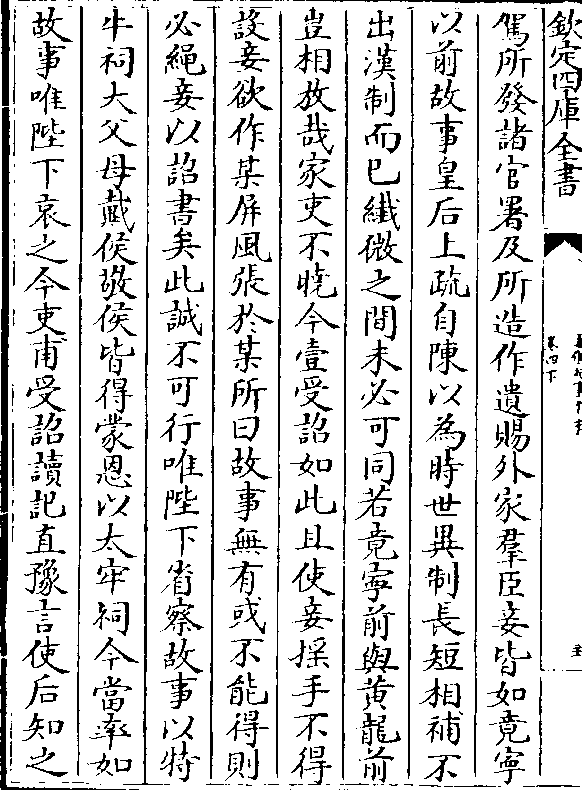 欽定四庫全書
駕所發諸官署及所造作遺賜外家羣臣妾皆如竟寧
以前故事皇后上疏自陳以為時世異制長短相補不
出漢制而已纎微之間未必可同若竟寧前與黃龍前
豈相放哉家吏不曉今壹受詔如此且使妾揺手不得
設妾欲作某屏風張於某所曰故事無有或不能得則
必繩妾以詔書矣此誠不可行唯陛下省察故事以特
牛祠大父母戴侯敬侯皆得蒙恩以太牢祠今當率如
故事唯陛下哀之今吏甫受詔讀記直豫言使后知之